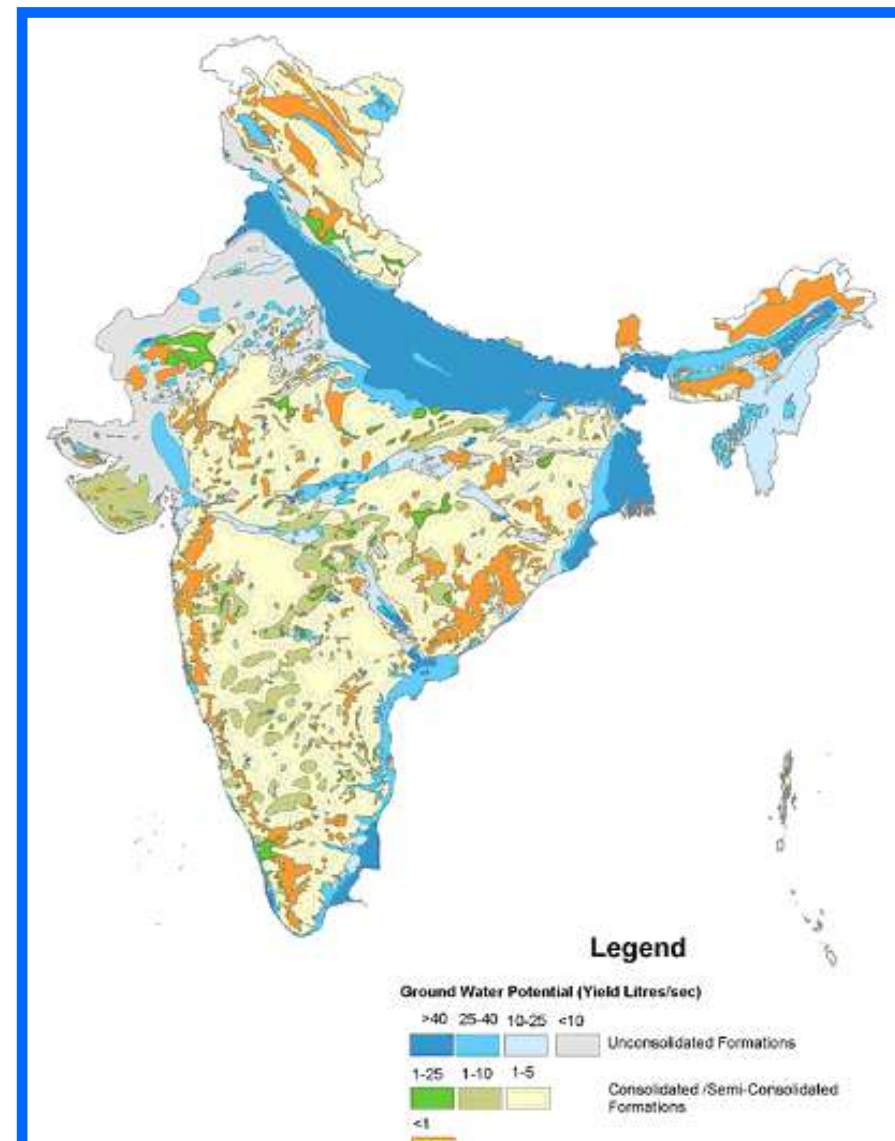 Legend
Ground Water Potential (Yield Litres/sec)
>40 25-40 10-25 <10
Unconsolidated Formations
1-25 1-10 1-5
Consolidated /Semi-Consolidated
Formations
<1